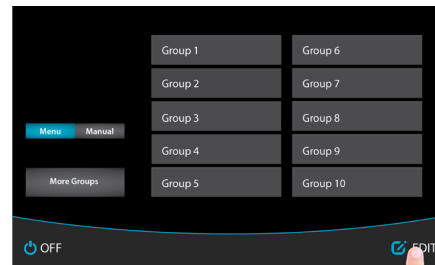 Group 1 Group 6
Group 2 Group 7
Group 3 Group 8
Menu Manual
Group 4 Group 9
More Groups
Group 5 Group 10
OFF
EDIT